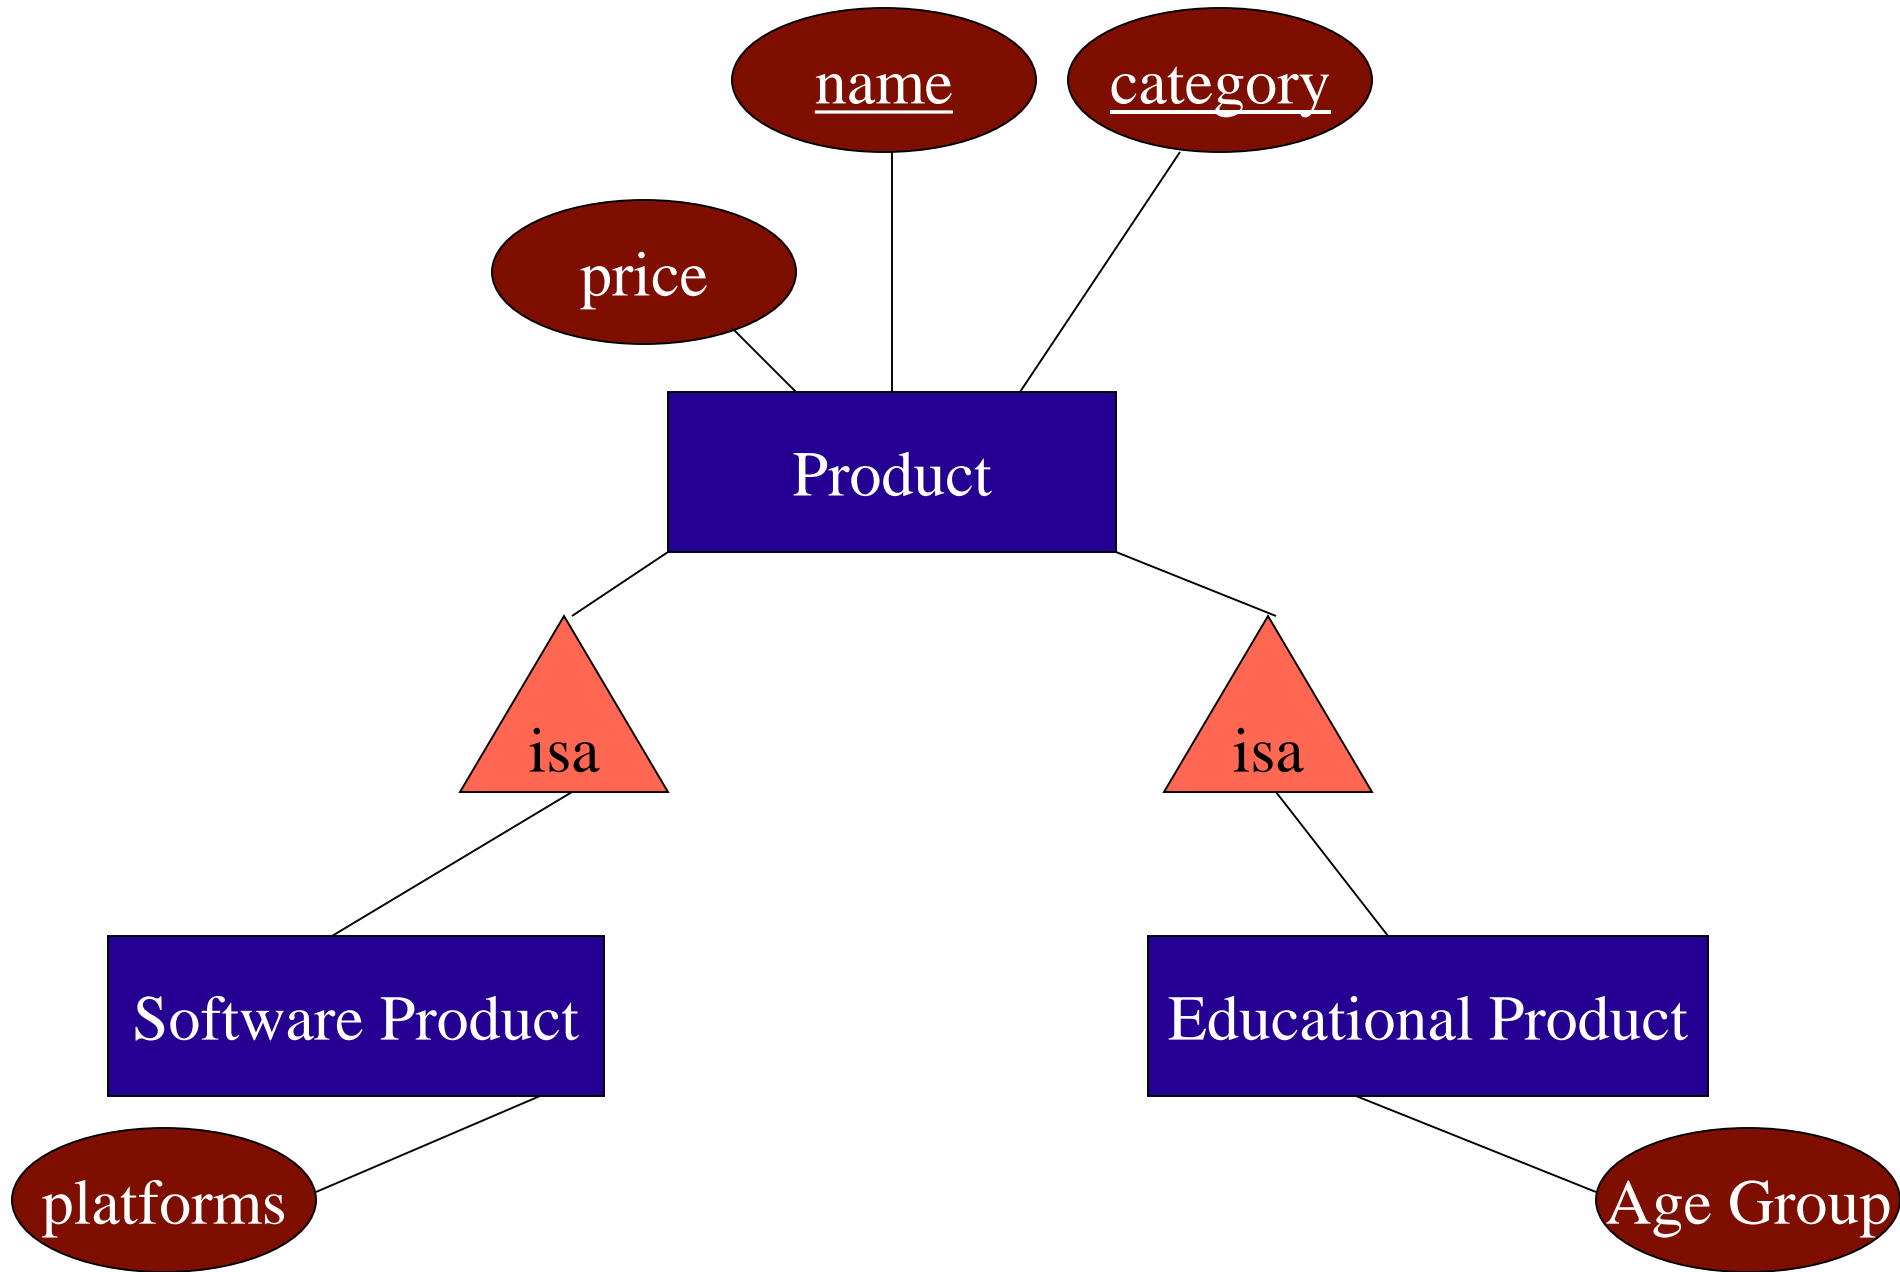 name
category
price
Product
isa
isa
Software Product
Educational Product
platforms
Age Group